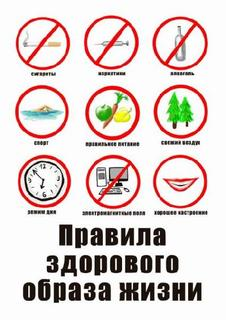 сигареты
наркотики
алкоголь
спорт
правильное питание
свежий воздух
режим дня
электромагнитные поля
хорошее настроение
Правила
здорового
образа жизни